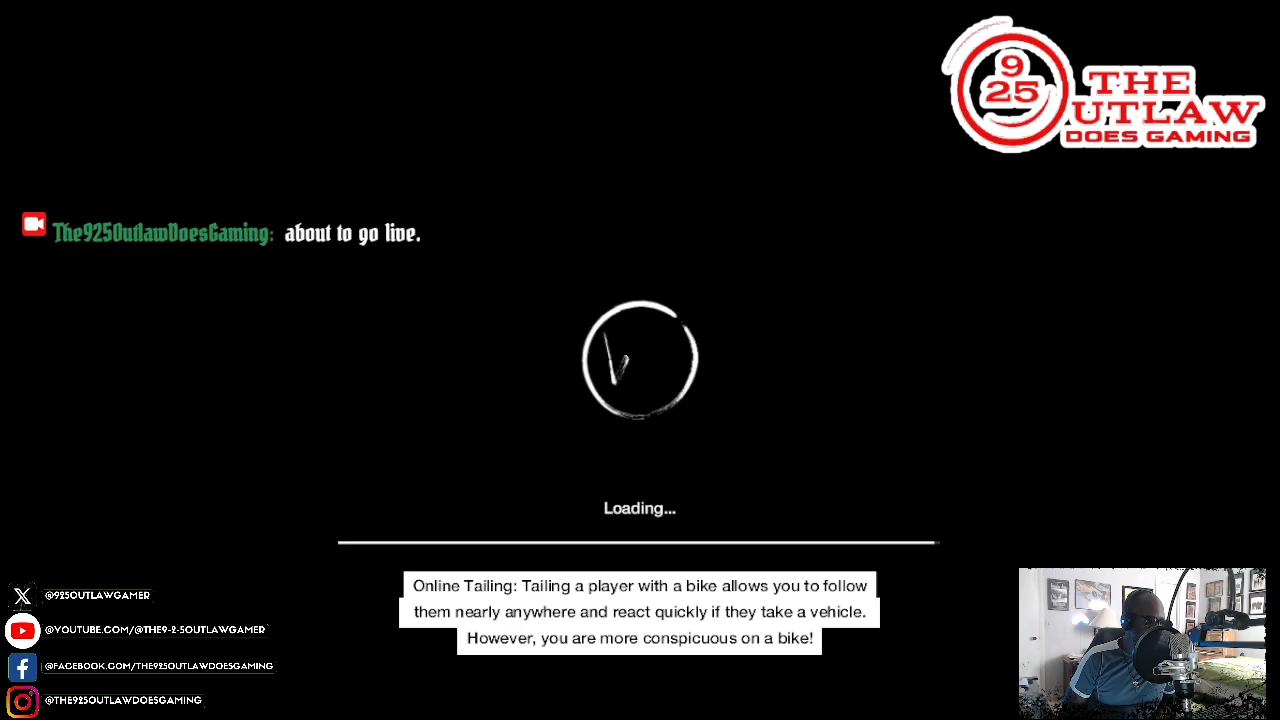 9
25
THE
OUTLAW
DOES GAMING
The925OutlawDoesGaming: about to go live.
Loading...
Online Tailing: Tailing a player with a bike allows you to follow
them nearly anywhere and react quickly if they take a vehicle.
However, you are more conspicuous on a bike!
@925OUTLAWGAMER
@YOUTUBE.COM/@THE9-2-5OUTLAWGAMER
@FACEBOOK.COM/THE925OUTLAWDOESGAMING
@THE925OUTLAWDOESGAMING